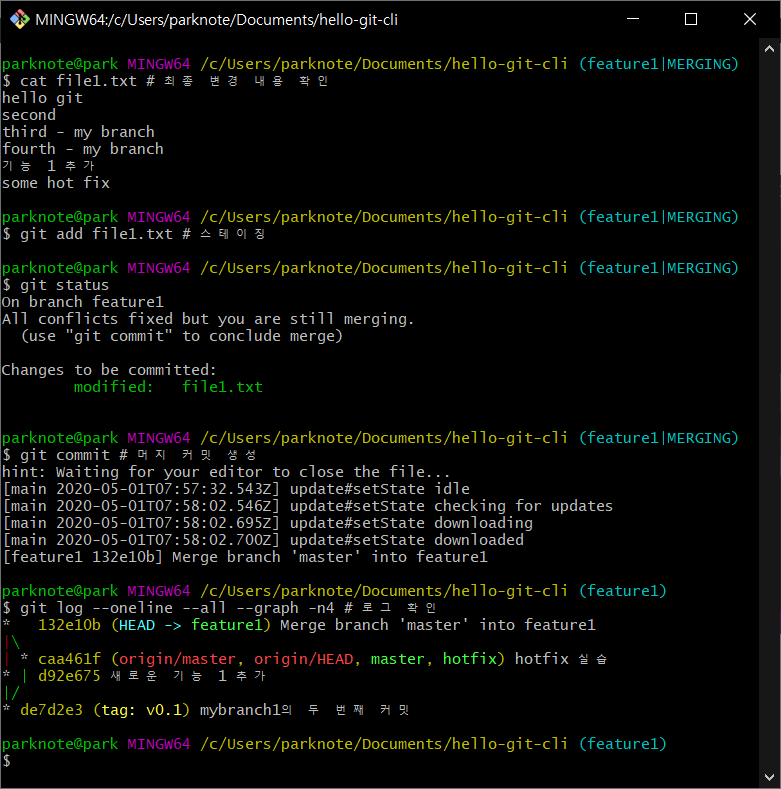 MINGW64:/c/Users/parknote/Documents/hello-git-cli
parknote@park MINGW64 /c/Users/parknote/Documents/hello-git-cli (feature1|MERGING)
$ cat file1.txt # 최종 변경 내용 확인
hello git
second
third - my branch
fourth - my branch
기능 1 추가
some hot fix
parknote@park MINGW64 /c/Users/parknote/Documents/hello-git-cli (feature1|MERGING)
$ git add file1.txt # 스테이징
parknote@park MINGW64 /c/Users/parknote/Documents/hello-git-cli (feature1|MERGING)
$ git status
On branch feature1
All conflicts fixed but you are still merging.
  (use "git commit" to conclude merge)
Changes to be committed:
        modified:   file1.txt
parknote@park MINGW64 /c/Users/parknote/Documents/hello-git-cli (feature1|MERGING)
$ git commit # 머지 커밋 생성
hint: Waiting for your editor to close the file...
[main 2020-05-01T07:57:32.543Z] update#setState idle
[main 2020-05-01T07:58:02.546Z] update#setState checking for updates
[main 2020-05-01T07:58:02.695Z] update#setState downloading
[main 2020-05-01T07:58:02.700Z] update#setState downloaded
[feature1 132e10b] Merge branch 'master' into feature1
parknote@park MINGW64 /c/Users/parknote/Documents/hello-git-cli (feature1)
$ git log --oneline --all --graph -n4 # 로그 확인
*   132e10b (HEAD -> feature1) Merge branch 'master' into feature1
|\
| * caa461f (origin/master, origin/HEAD, master, hotfix) hotfix 실습
* | d92e675 새로운 기능 1 추가
|/
* de7d2e3 (tag: v0.1) mybranch1의 두 번째 커밋
parknote@park MINGW64 /c/Users/parknote/Documents/hello-git-cli (feature1)
$